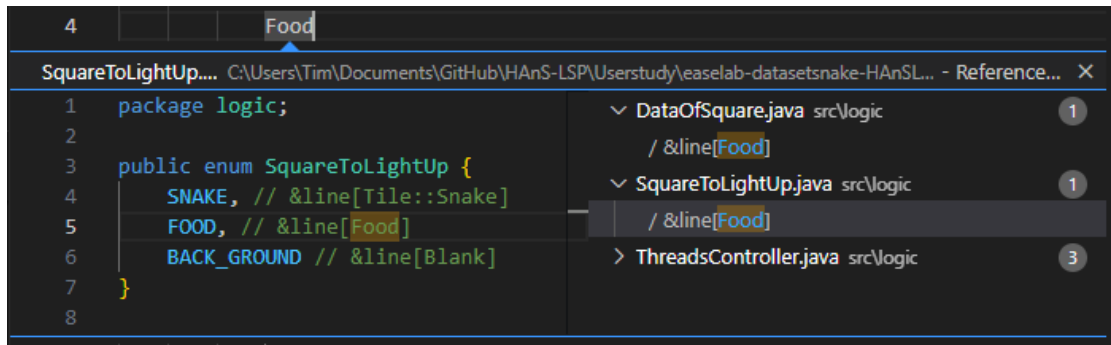 4 Food
SquareToLightUp.... C:\Users\Tim\Documents\GitHub\HAnS-LSP\Userstudy\easelab-datasetsnake-HAnSL... - Reference... ×
1 package logic;
2
3 public enum SquareToLightUp {
4 SNAKE, // &line[Tile::Snake]
5 FOOD, // &line[Food]
6 BACK_GROUND // &line[Blank]
7 }
8
DataOfSquare.java src\logic 1
/ &line[Food]
SquareToLightUp.java src\logic 1
/ &line[Food]
ThreadsController.java src\logic 3